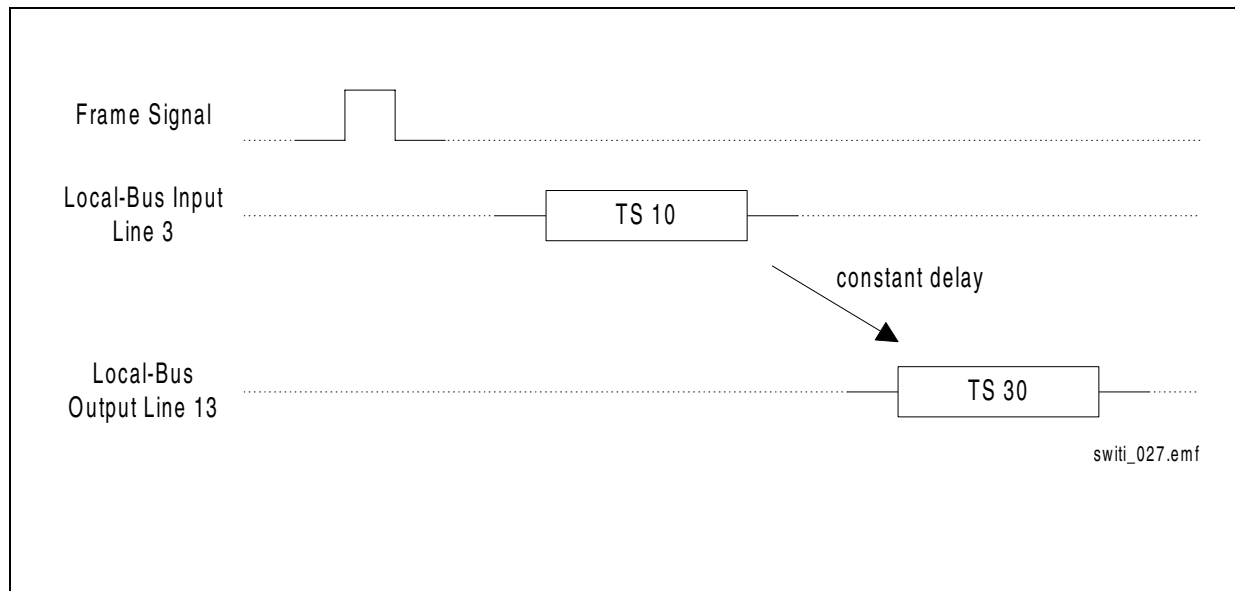 Frame Signal
Local-Bus Input
Line 3
TS 10
constant delay
Local-Bus
Output Line 13
TS 30
switi_027.emf